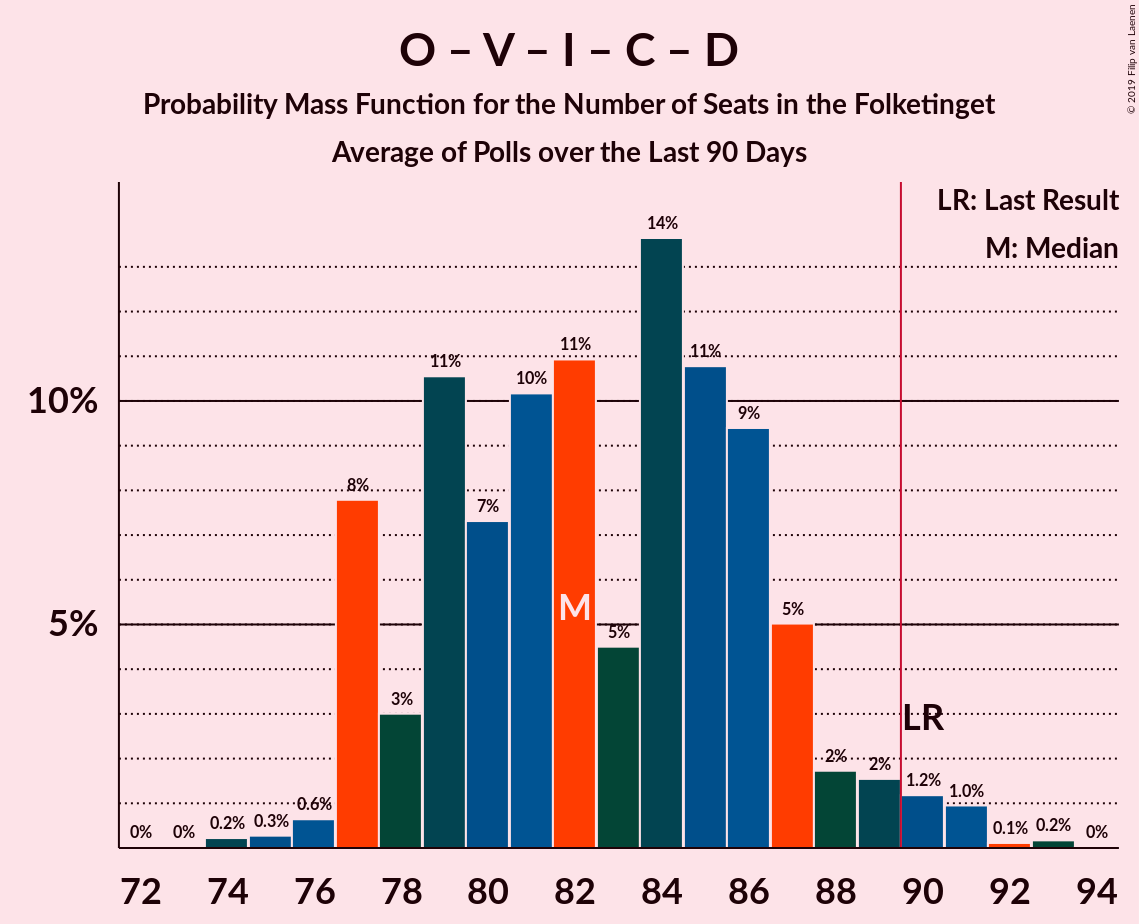 O – V – I – C – D
Probability Mass Function for the Number of Seats in the Folketinget
Average of Polls over the Last 90 Days
© 2019 Filip van Laenen
LR: Last Result
M: Median
10%
5%
0%
0%
0.2%
0.3%
0.6%
8%
3%
11%
7%
10%
11%
5%
14%
11%
9%
5%
2%
2%
1.2%
1.0%
0.1%
0.2%
0%
M
LR
72 74 76 78 80 82 84 86 88 90 92 94